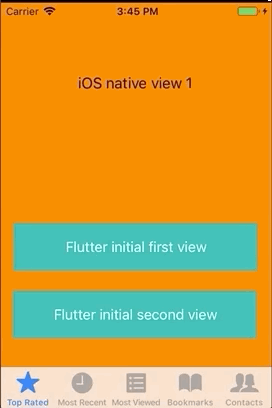 Carrier 3:45 PM
iOS native view 1
Flutter initial first view
Flutter initial second view
Top Rated Most Recent Most Viewed Bookmarks Contacts